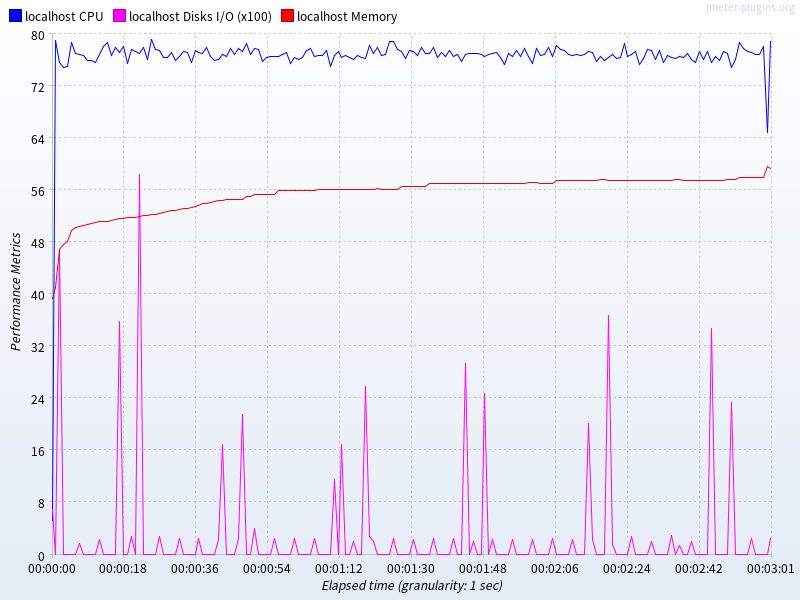 jmeter-plugins.org
localhost CPU localhost Disks I/O (x100) localhost Memory
80
72
64
56
48
40
32
24
16
8
0
Performance Metrics
00:00:00 00:00:18 00:00:36 00:00:54 00:01:12 00:01:30 00:01:48 00:02:06 00:02:24 00:02:42 00:03:01
Elapsed time (granularity: 1 sec)